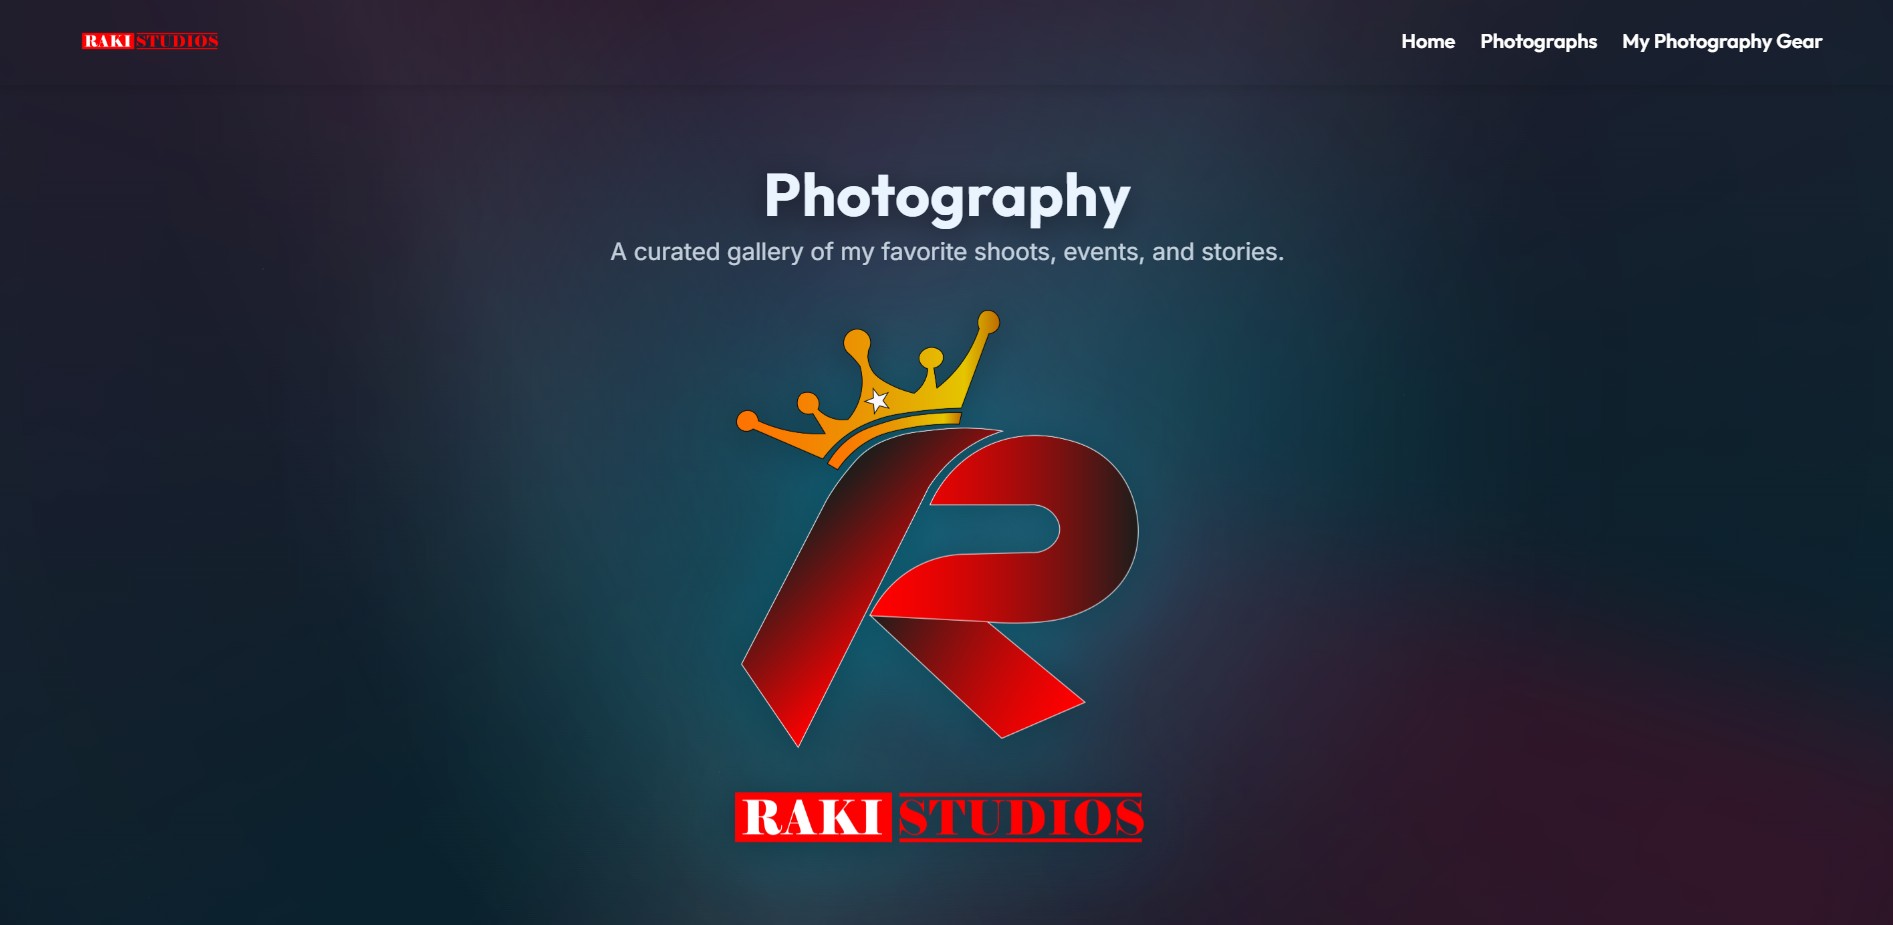 RAKI STUDIOS
Home Photographs My Photography Gear
Photography
A curated gallery of my favorite shoots, events, and stories.
R
RAKI STUDIOS